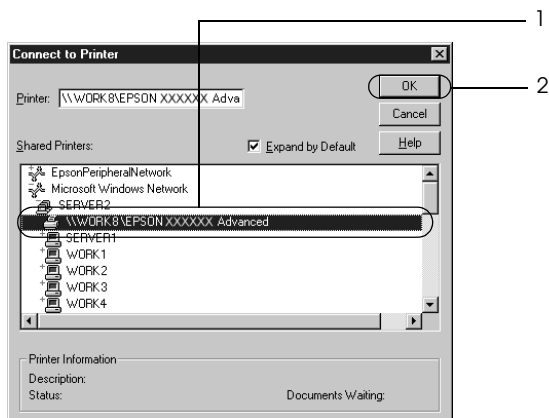 1
Connect to Printer
OK
2
Printer: \\WORK8\EPSON XXXXXX Adva
Cancel
Shared Printers:
Expand by Default
Help
EpsonPeripheralNetwork
Microsoft Windows Network
SERVER2
\\WORK8\EPSON XXXXXX Advanced
SERVER1
WORK1
WORK2
WORK3
WORK4
Printer Information
Description:
Status:
Documents Waiting: